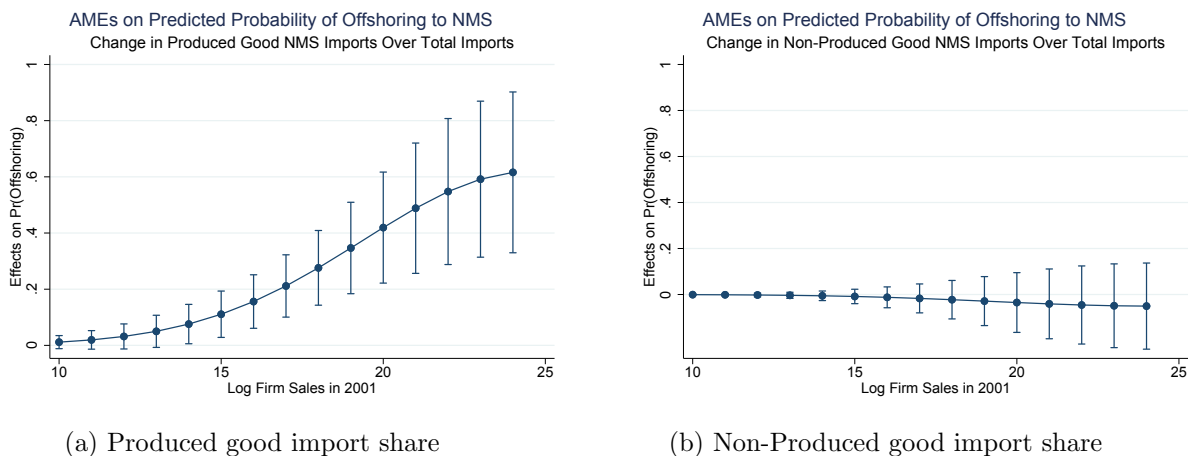 AMEs on Predicted Probability of Offshoring to NMS
Change in Produced Good NMS Imports Over Total Imports
Effects on Pr(Offshoring)
1
.8
.6
.4
.2
0
10
15
20
25
Log Firm Sales in 2001
(a) Produced good import share
AMEs on Predicted Probability of Offshoring to NMS
Change in Non-Produced Good NMS Imports Over Total Imports
Effects on Pr(Offshoring)
1
.8
.6
.4
.2
0
10
15
20
25
Log Firm Sales in 2001
(b) Non-Produced good import share